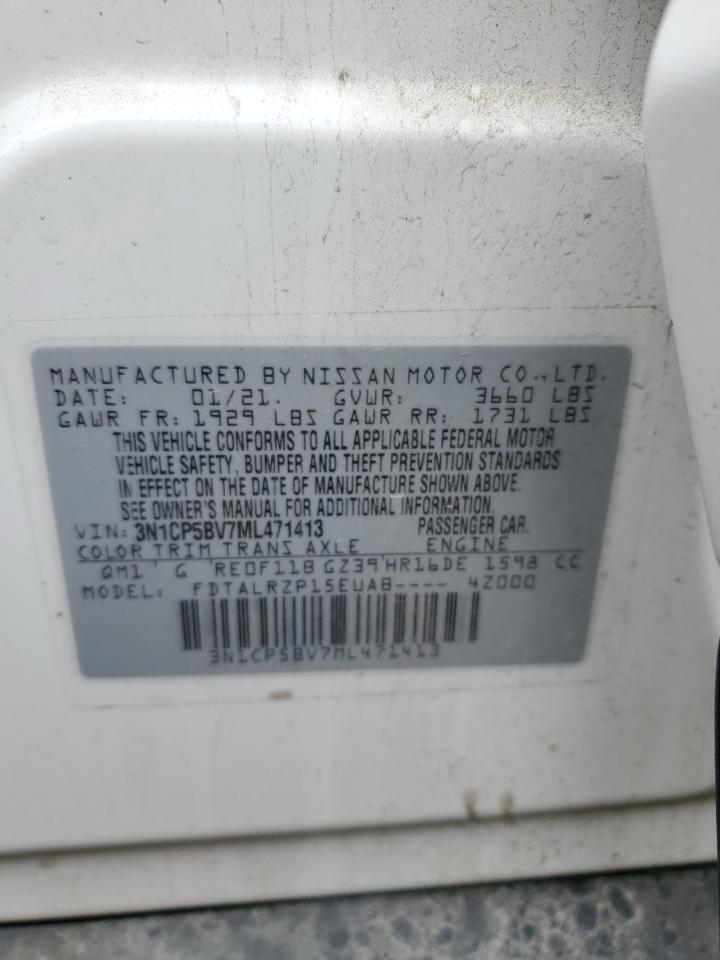 MANUFACTURED BY NISSAN MOTOR CO., LTD.
DATE: 01/21. GVWR: 3660 LBS
GAWR FR: 1929 LBS GAWR RR: 1731 LBS
THIS VEHICLE CONFORMS TO ALL APPLICABLE FEDERAL MOTOR
VEHICLE SAFETY, BUMPER AND THEFT PREVENTION STANDARDS
IN EFFECT ON THE DATE OF MANUFACTURE SHOWN ABOVE.
SEE OWNER'S MANUAL FOR ADDITIONAL INFORMATION.
VIN: 3N1CP5BV7ML471413 PASSENGER CAR.
COLOR TRIM TRANS AXLE ENGINE
QM1' G 'RE0F11B GZ39'HR16DE 1598 CC
MODEL: FDTALRZP15EUAB---- 4Z000
3N1CP5BV7ML471413